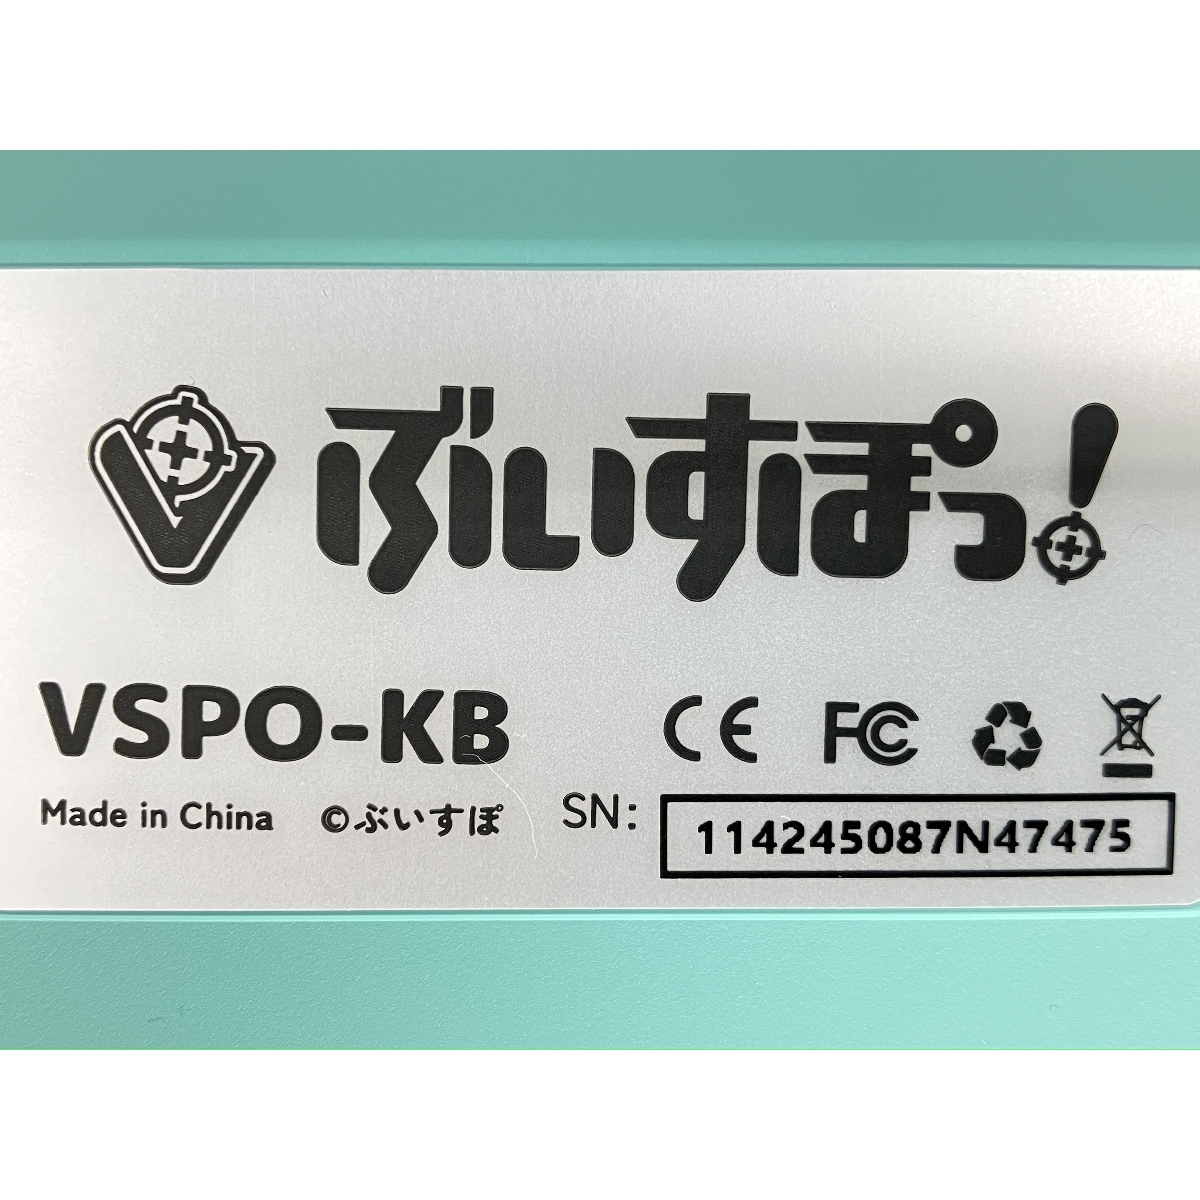 ぶいすぽっ!
VSPO-KB
CE FC
Made in China ©ぶいすぽ
SN: 114245087N47475